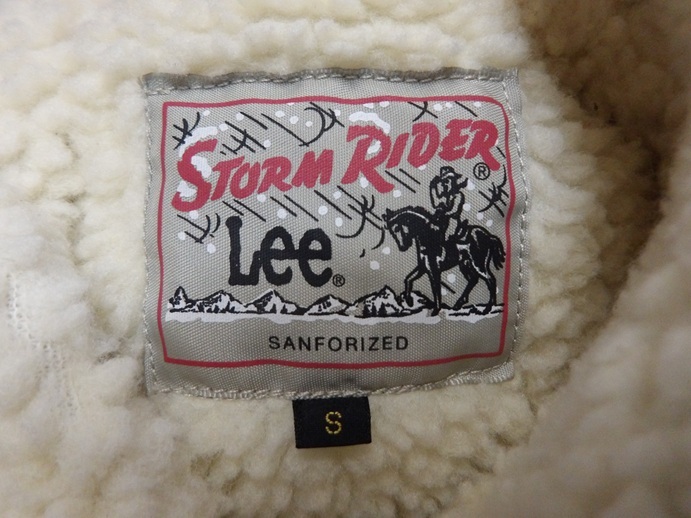 STORM RIDER®
Lee®
SANFORIZED
S